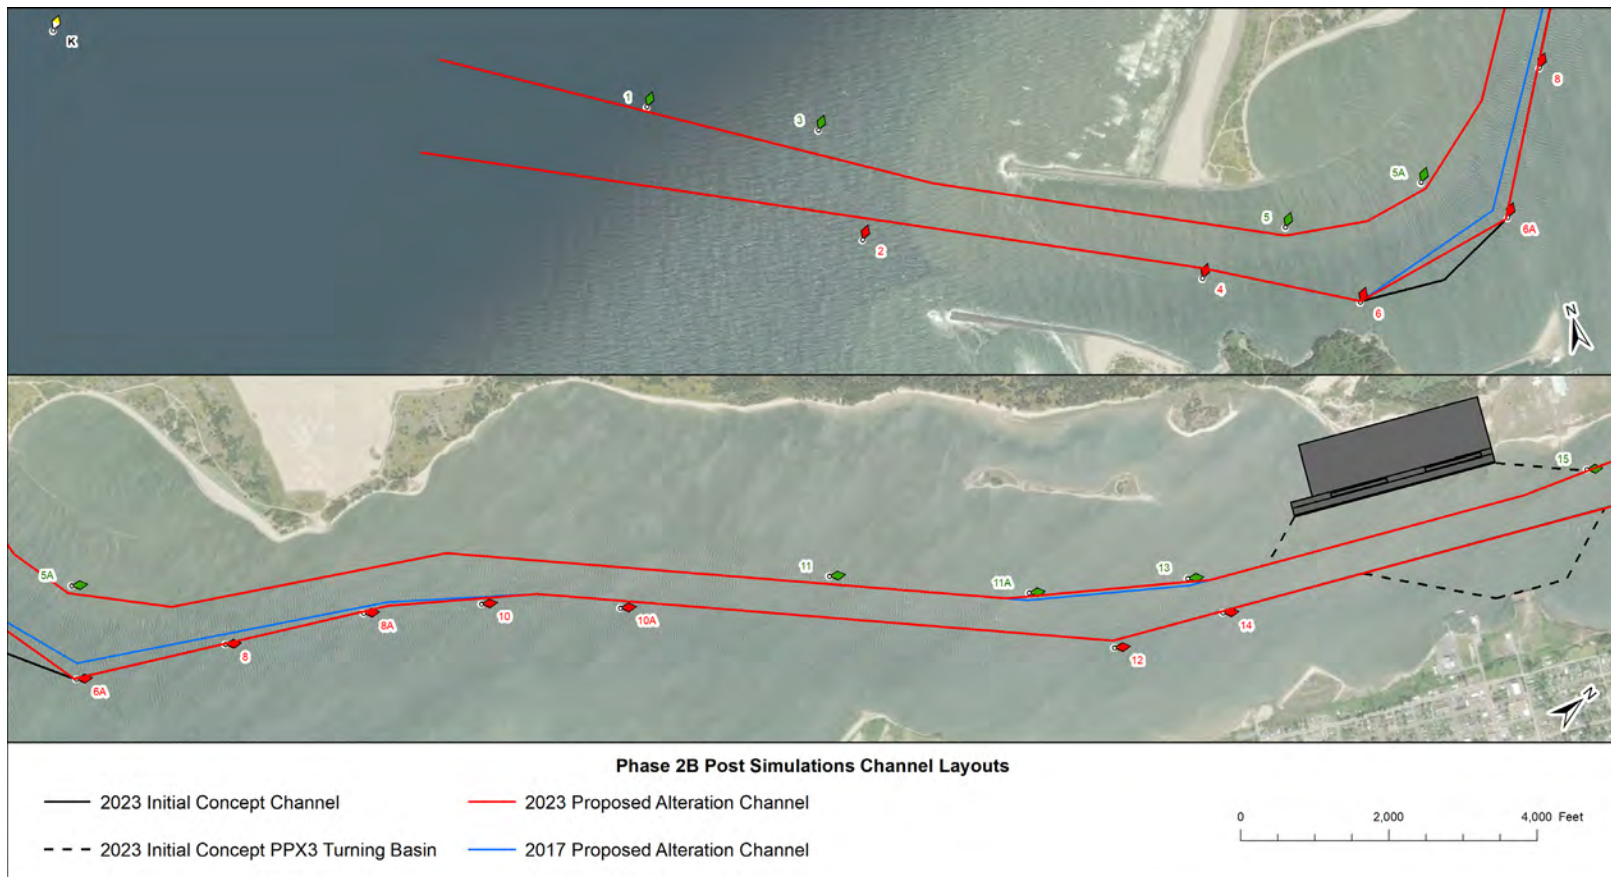 K
1
3
2
5
5A
4
6
6A
8
N
5A
6A
8
8A
10
10A
11
11A
12
13
14
15
N
Phase 2B Post Simulations Channel Layouts
2023 Initial Concept Channel
2023 Proposed Alteration Channel
2023 Initial Concept PPX3 Turning Basin
2017 Proposed Alteration Channel
0 2,000 4,000 Feet